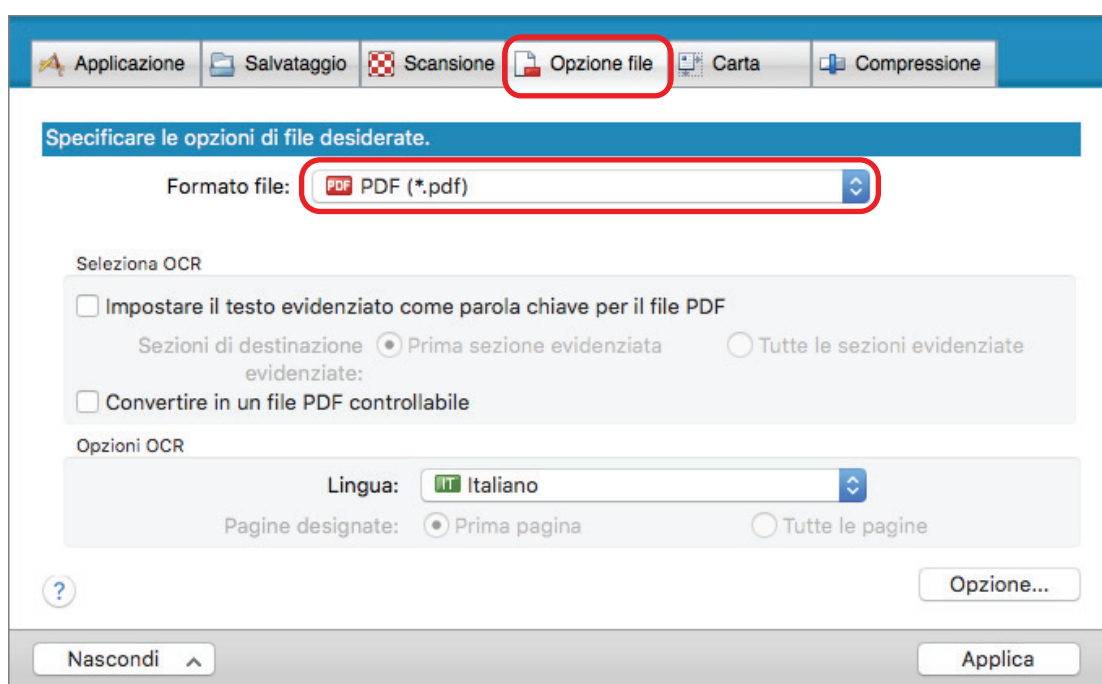 Applicazione Salvataggio Scansione Opzione file Carta Compressione
Specificare le opzioni di file desiderate.
Formato file: PDF PDF (*.pdf)
Seleziona OCR
Impostare il testo evidenziato come parola chiave per il file PDF
Sezioni di destinazione Prima sezione evidenziata Tutte le sezioni evidenziate
evidenziate:
Convertire in un file PDF controllabile
Opzioni OCR
Lingua: IT Italiano
Pagine designate: Prima pagina Tutte le pagine
? Opzione...
Nascondi Applica